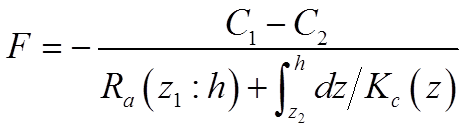 F = − (C₁ − C₂) / (Rₐ(z₁ : h) + ∫_{z₂}^{h} dz/K_c(z))